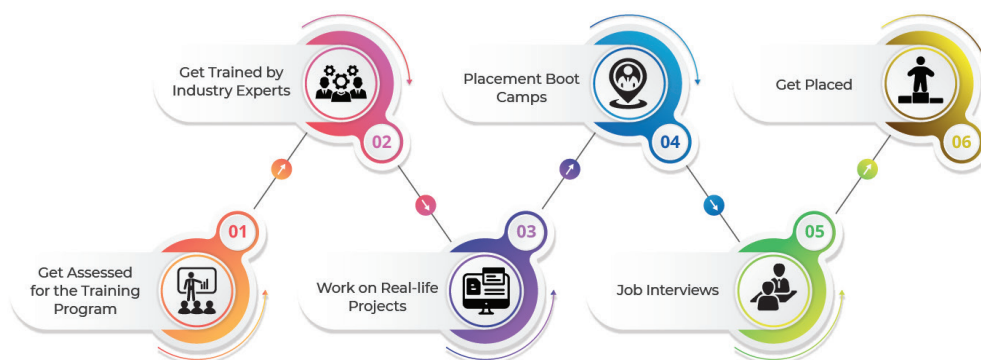 01
Get Assessed
for the Training
Program
02
Get Trained by
Industry Experts
03
Work on Real-life
Projects
04
Placement Boot
Camps
05
Job Interviews
06
Get Placed